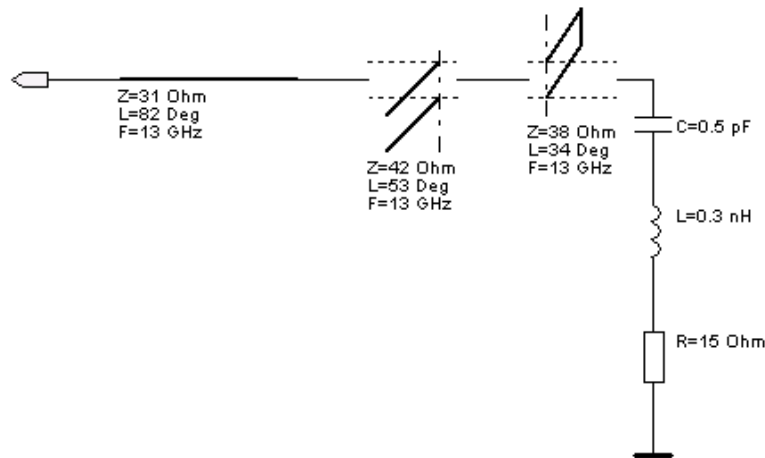 Z=31 Ohm
L=82 Deg
F=13 GHz
Z=42 Ohm
L=53 Deg
F=13 GHz
Z=38 Ohm
L=34 Deg
F=13 GHz
C=0.5 pF
L=0.3 nH
R=15 Ohm